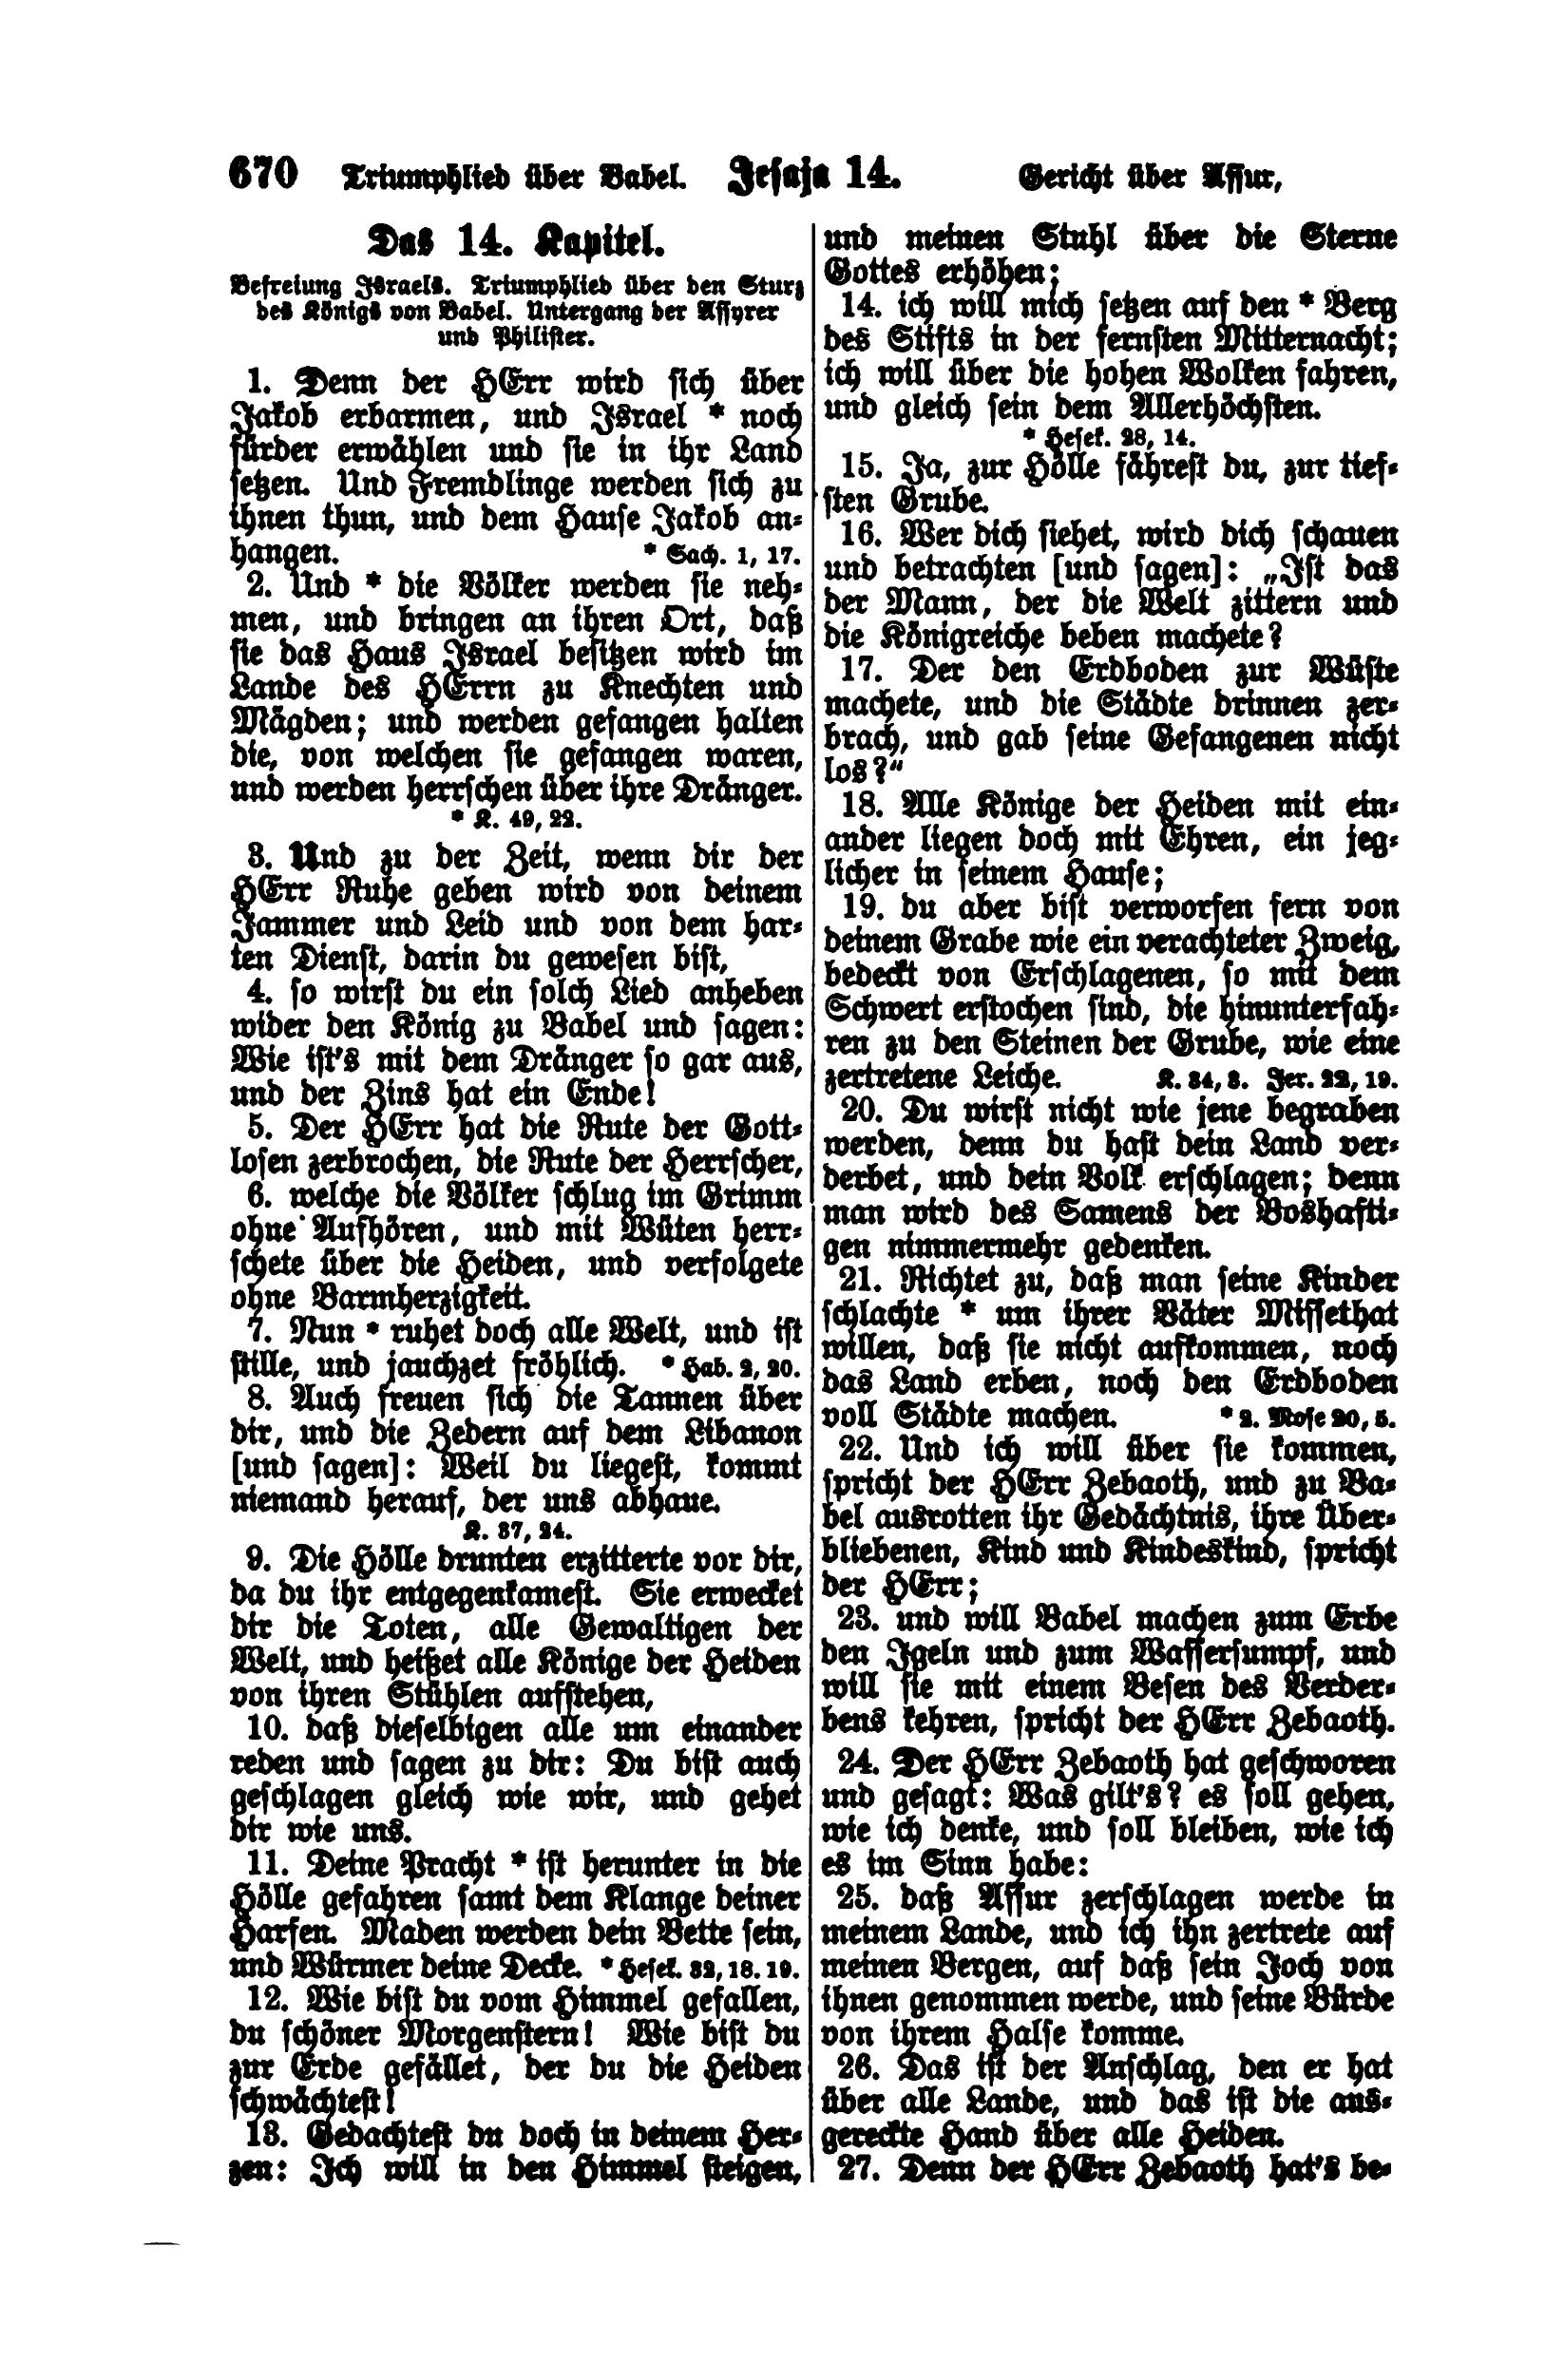 670 Triumphlied über Babel. Jesaja 14. Gericht über Assur,
Das 14. Kapitel.
Befreiung Israels. Triumphlied über den Sturz
des Königs von Babel. Untergang der Assyrer
und Philister.
1. Denn der HErr wird sich über
Jakob erbarmen, und Israel * noch
fürder erwählen und sie in ihr Land
setzen. Und Fremdlinge werden sich zu
ihnen thun, und dem Hause Jakob an-
hangen. * Sach. 1, 17.
2. Und * die Völker werden sie neh-
men, und bringen an ihren Ort, daß
sie das Haus Israel besitzen wird im
Lande des HErrn zu Knechten und
Mägden; und werden gefangen halten
die, von welchen sie gefangen waren,
und werden herrschen über ihre Dränger.
* K. 49, 22.
3. Und zu der Zeit, wenn dir der
HErr Ruhe geben wird von deinem
Jammer und Leid und von dem har-
ten Dienst, darin du gewesen bist,
4. so wirst du ein solch Lied anheben
wider den König zu Babel und sagen:
Wie ist's mit dem Dränger so gar aus,
und der Zins hat ein Ende!
5. Der HErr hat die Rute der Gott-
losen zerbrochen, die Rute der Herrscher,
6. welche die Völker schlug im Grimm
ohne Aufhören, und mit Wüten herr-
schete über die Heiden, und verfolgete
ohne Barmherzigkeit.
7. Nun * ruhet doch alle Welt, und ist
stille, und jauchzet fröhlich. * Hab. 2, 20.
8. Auch freuen sich die Tannen über
dir, und die Zedern auf dem Libanon
[und sagen]: Weil du liegest, kommt
niemand herauf, der uns abhaue.
K. 37, 24.
9. Die Hölle drunten erzitterte vor dir,
da du ihr entgegenkamest. Sie erwecket
dir die Toten, alle Gewaltigen der
Welt, und heißet alle Könige der Heiden
von ihren Stühlen aufstehen,
10. daß dieselbigen alle um einander
reden und sagen zu dir: Du bist auch
geschlagen gleich wie wir, und gehet
dir wie uns.
11. Deine Pracht * ist herunter in die
Hölle gefahren samt dem Klange deiner
Harfen. Maden werden dein Bette sein,
und Würmer deine Decke. * Hesek. 32, 18. 19.
12. Wie bist du vom Himmel gefallen,
du schöner Morgenstern! Wie bist du
zur Erde gefället, der du die Heiden
schwächtest!
13. Gedachtest du doch in deinem Her-
zen: Ich will in den Himmel steigen,
und meinen Stuhl über die Sterne
Gottes erhöhen;
14. ich will mich setzen auf den * Berg
des Stifts in der fernsten Mitternacht;
ich will über die hohen Wolken fahren,
und gleich sein dem Allerhöchsten.
* Hesek. 28, 14.
15. Ja, zur Hölle fährest du, zur tief-
sten Grube.
16. Wer dich siehet, wird dich schauen
und betrachten [und sagen]: „Ist das
der Mann, der die Welt zittern und
die Königreiche beben machete?
17. Der den Erdboden zur Wüste
machete, und die Städte drinnen zer-
brach, und gab seine Gefangenen nicht
los?“
18. Alle Könige der Heiden mit ein-
ander liegen doch mit Ehren, ein jeg-
licher in seinem Hause;
19. du aber bist verworfen fern von
deinem Grabe wie ein verachteter Zweig,
bedeckt von Erschlagenen, so mit dem
Schwert erstochen sind, die hinunterfah-
ren zu den Steinen der Grube, wie eine
zertretene Leiche. K. 34, 3. Jer. 22, 19.
20. Du wirst nicht wie jene begraben
werden, denn du hast dein Land ver-
derbet, und dein Volk erschlagen; denn
man wird des Samens der Boshafti-
gen nimmermehr gedenken.
21. Richtet zu, daß man seine Kinder
schlachte * um ihrer Väter Missethat
willen, daß sie nicht aufkommen, noch
das Land erben, noch den Erdboden
voll Städte machen. * 2. Mose 20, 5.
22. Und ich will über sie kommen,
spricht der HErr Zebaoth, und zu Ba-
bel ausrotten ihr Gedächtnis, ihre Über-
bliebenen, Kind und Kindeskind, spricht
der HErr;
23. und will Babel machen zum Erbe
den Igeln und zum Wassersumpf, und
will sie mit einem Besen des Verder-
bens kehren, spricht der HErr Zebaoth.
24. Der HErr Zebaoth hat geschworen
und gesagt: Was gilt's? es soll gehen,
wie ich denke, und soll bleiben, wie ich
es im Sinn habe:
25. daß Assur zerschlagen werde in
meinem Lande, und ich ihn zertrete auf
meinen Bergen, auf daß sein Joch von
ihnen genommen werde, und seine Bürde
von ihrem Halse komme.
26. Das ist der Anschlag, den er hat
über alle Lande, und das ist die aus-
gereckte Hand über alle Heiden.
27. Denn der HErr Zebaoth hat's be-